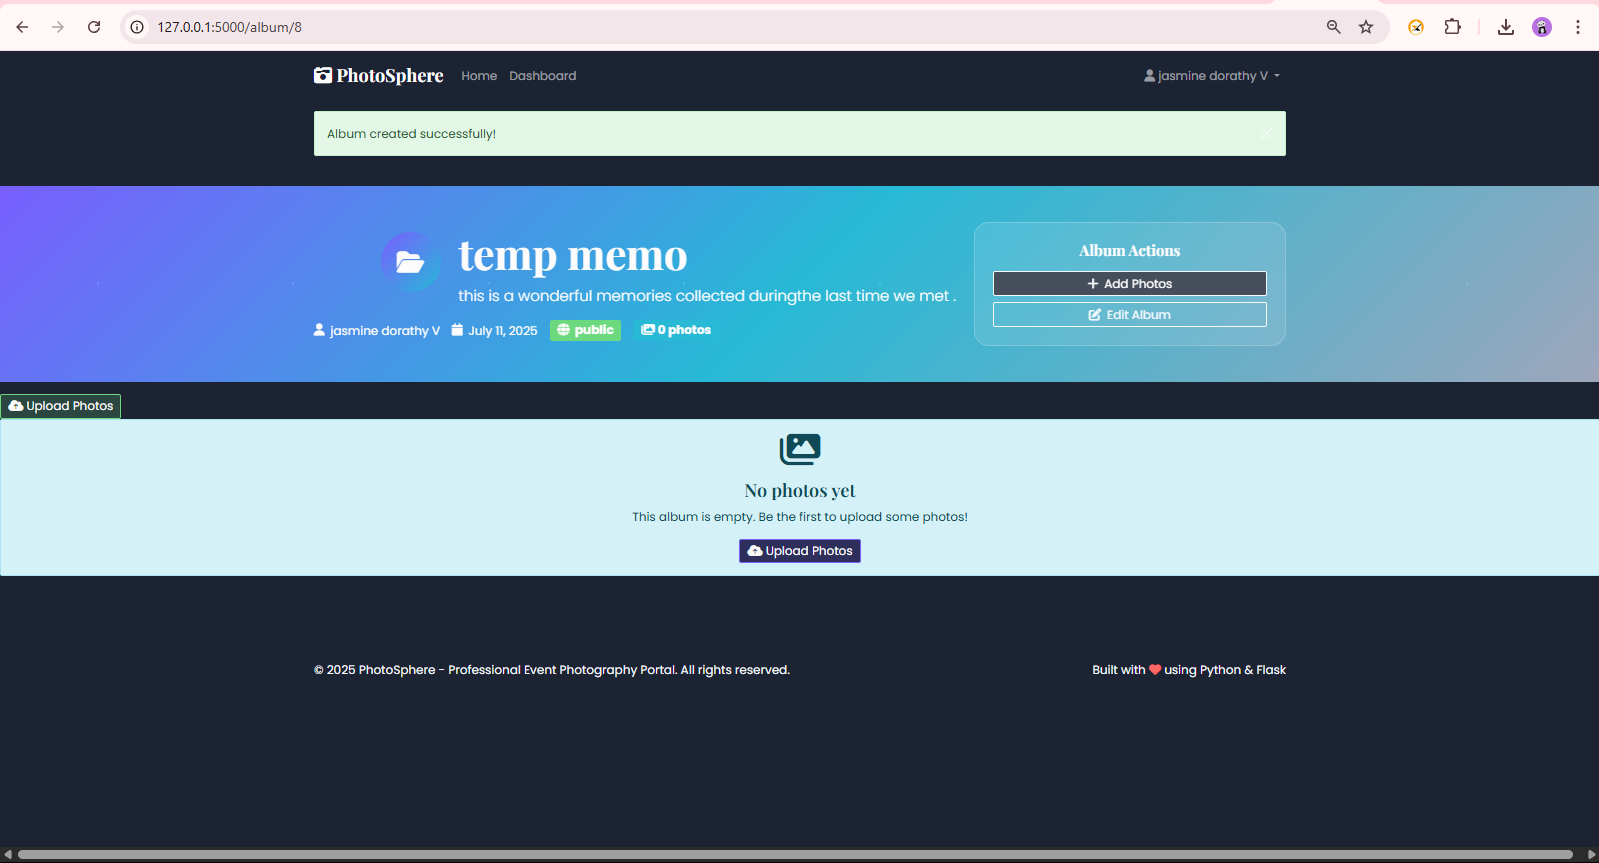 127.0.0.1:5000/album/8
PhotoSphere Home Dashboard jasmine dorathy V
Album created successfully!
temp memo
this is a wonderful memories collected duringthe last time we met .
jasmine dorathy V July 11, 2025 public 0 photos
Album Actions
Add Photos
Edit Album
Upload Photos
No photos yet
This album is empty. Be the first to upload some photos!
Upload Photos
© 2025 PhotoSphere - Professional Event Photography Portal. All rights reserved. Built with ❤ using Python & Flask